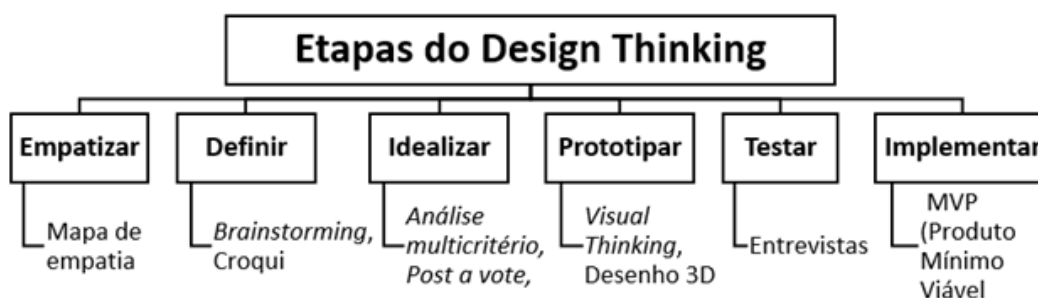 Etapas do Design Thinking
Empatizar
Definir
Idealizar
Prototipar
Testar
Implementar
Mapa de
empatia
Brainstorming,
Croqui
Análise
multicritério,
Post a vote,
Visual
Thinking,
Desenho 3D
Entrevistas
MVP
(Produto
Mínimo
Viável